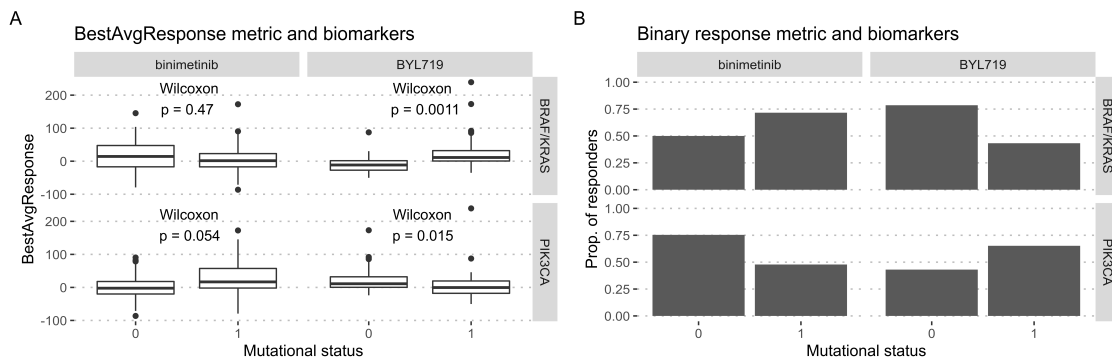 A
BestAvgResponse metric and biomarkers
binimetinib
BYL719
BestAvgResponse
200
100
0
-100
Wilcoxon
p = 0.47
Wilcoxon
p = 0.0011
BRAF/KRAS
200
100
0
-100
Wilcoxon
p = 0.054
Wilcoxon
p = 0.015
PIK3CA
0
1
0
1
Mutational status
B
Binary response metric and biomarkers
binimetinib
BYL719
Prop. of responders
1.00
0.75
0.50
0.25
0.00
BRAF/KRAS
1.00
0.75
0.50
0.25
0.00
PIK3CA
0
1
0
1
Mutational status